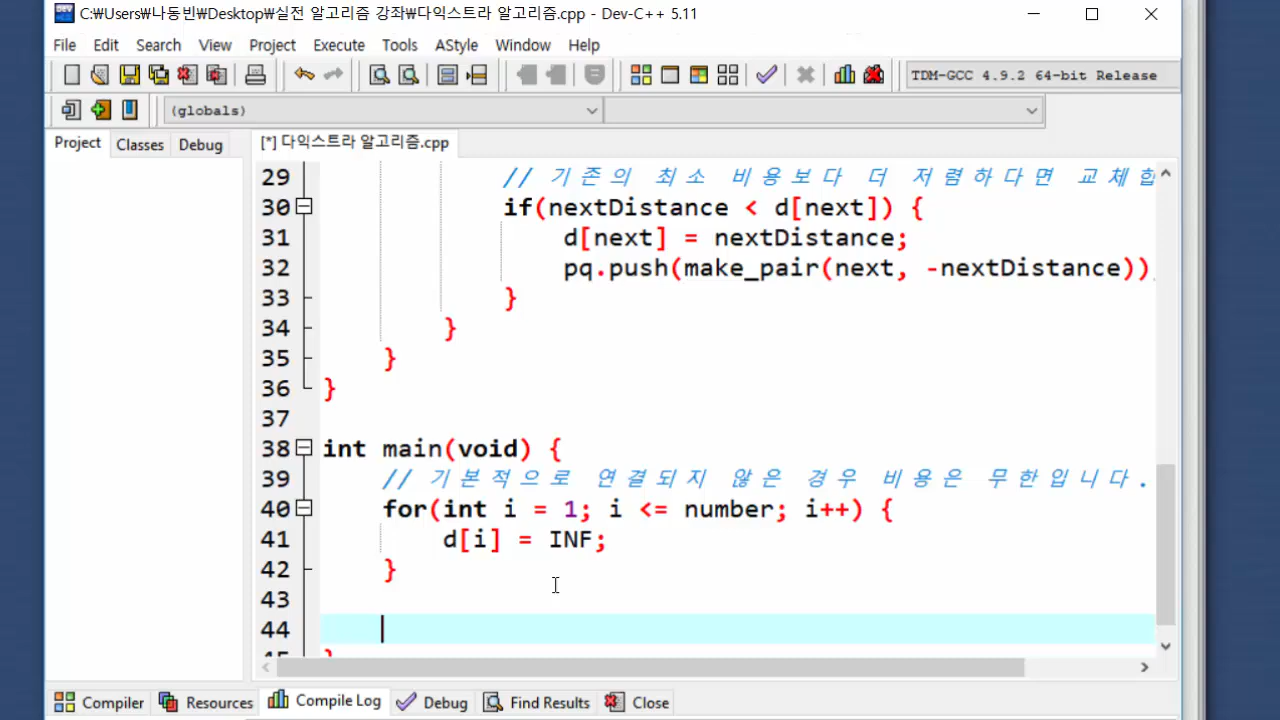 C:\Users\나동빈\Desktop\실전 알고리즘 강좌\다익스트라 알고리즘.cpp - Dev-C++ 5.11
File Edit Search View Project Execute Tools AStyle Window Help
TDM-GCC 4.9.2 64-bit Release
(globals)
Project Classes Debug [*] 다익스트라 알고리즘.cpp
29 // 기존의 최소 비용보다 더 저렴하다면 교체합
30 if(nextDistance < d[next]) {
31 d[next] = nextDistance;
32 pq.push(make_pair(next, -nextDistance))
33 }
34 }
35 }
36 }
37
38 int main(void) {
39 // 기본적으로 연결되지 않은 경우 비용은 무한입니다.
40 for(int i = 1; i <= number; i++) {
41 d[i] = INF;
42 }
43
44
Compiler Resources Compile Log Debug Find Results Close